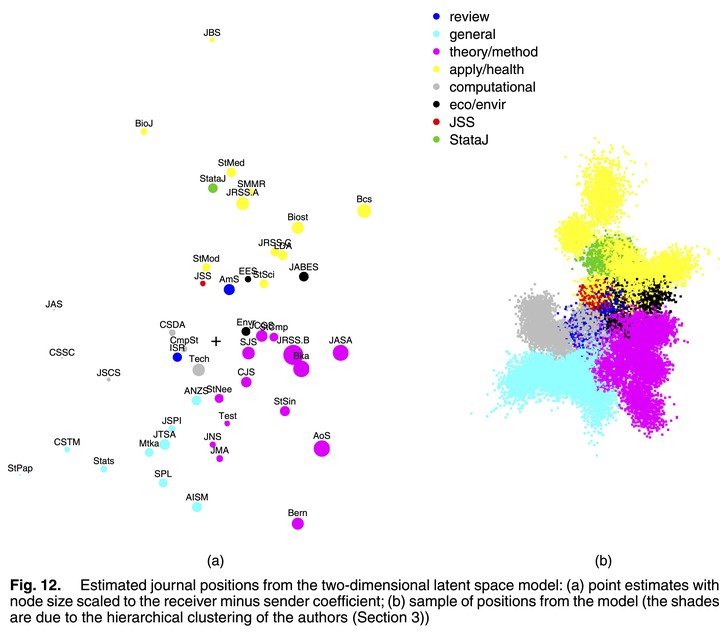 JBS
review
general
theory/method
apply/health
computational
eco/envir
JSS
StataJ
BioJ
StMed
StataJ
SMMR
JRSS.A
Bcs
Biost
JRSS.C
LDA
StMod
EES
StSci
JABES
JSS
AmS
JAS
CSDA
Envr
StCmp
CmpSt
SJS
JRSS.B
JASA
CSSC
ISR
Tech
Bka
JSCS
CJS
ANZS
StNee
StSin
JSPI
Test
JTSA
JNS
AoS
CSTM
Mtka
JMA
StPap
Stats
SPL
AISM
Bern
(a)
(b)
Fig. 12. Estimated journal positions from the two-dimensional latent space model: (a) point estimates with
node size scaled to the receiver minus sender coefficient; (b) sample of positions from the model (the shades
are due to the hierarchical clustering of the authors (Section 3))